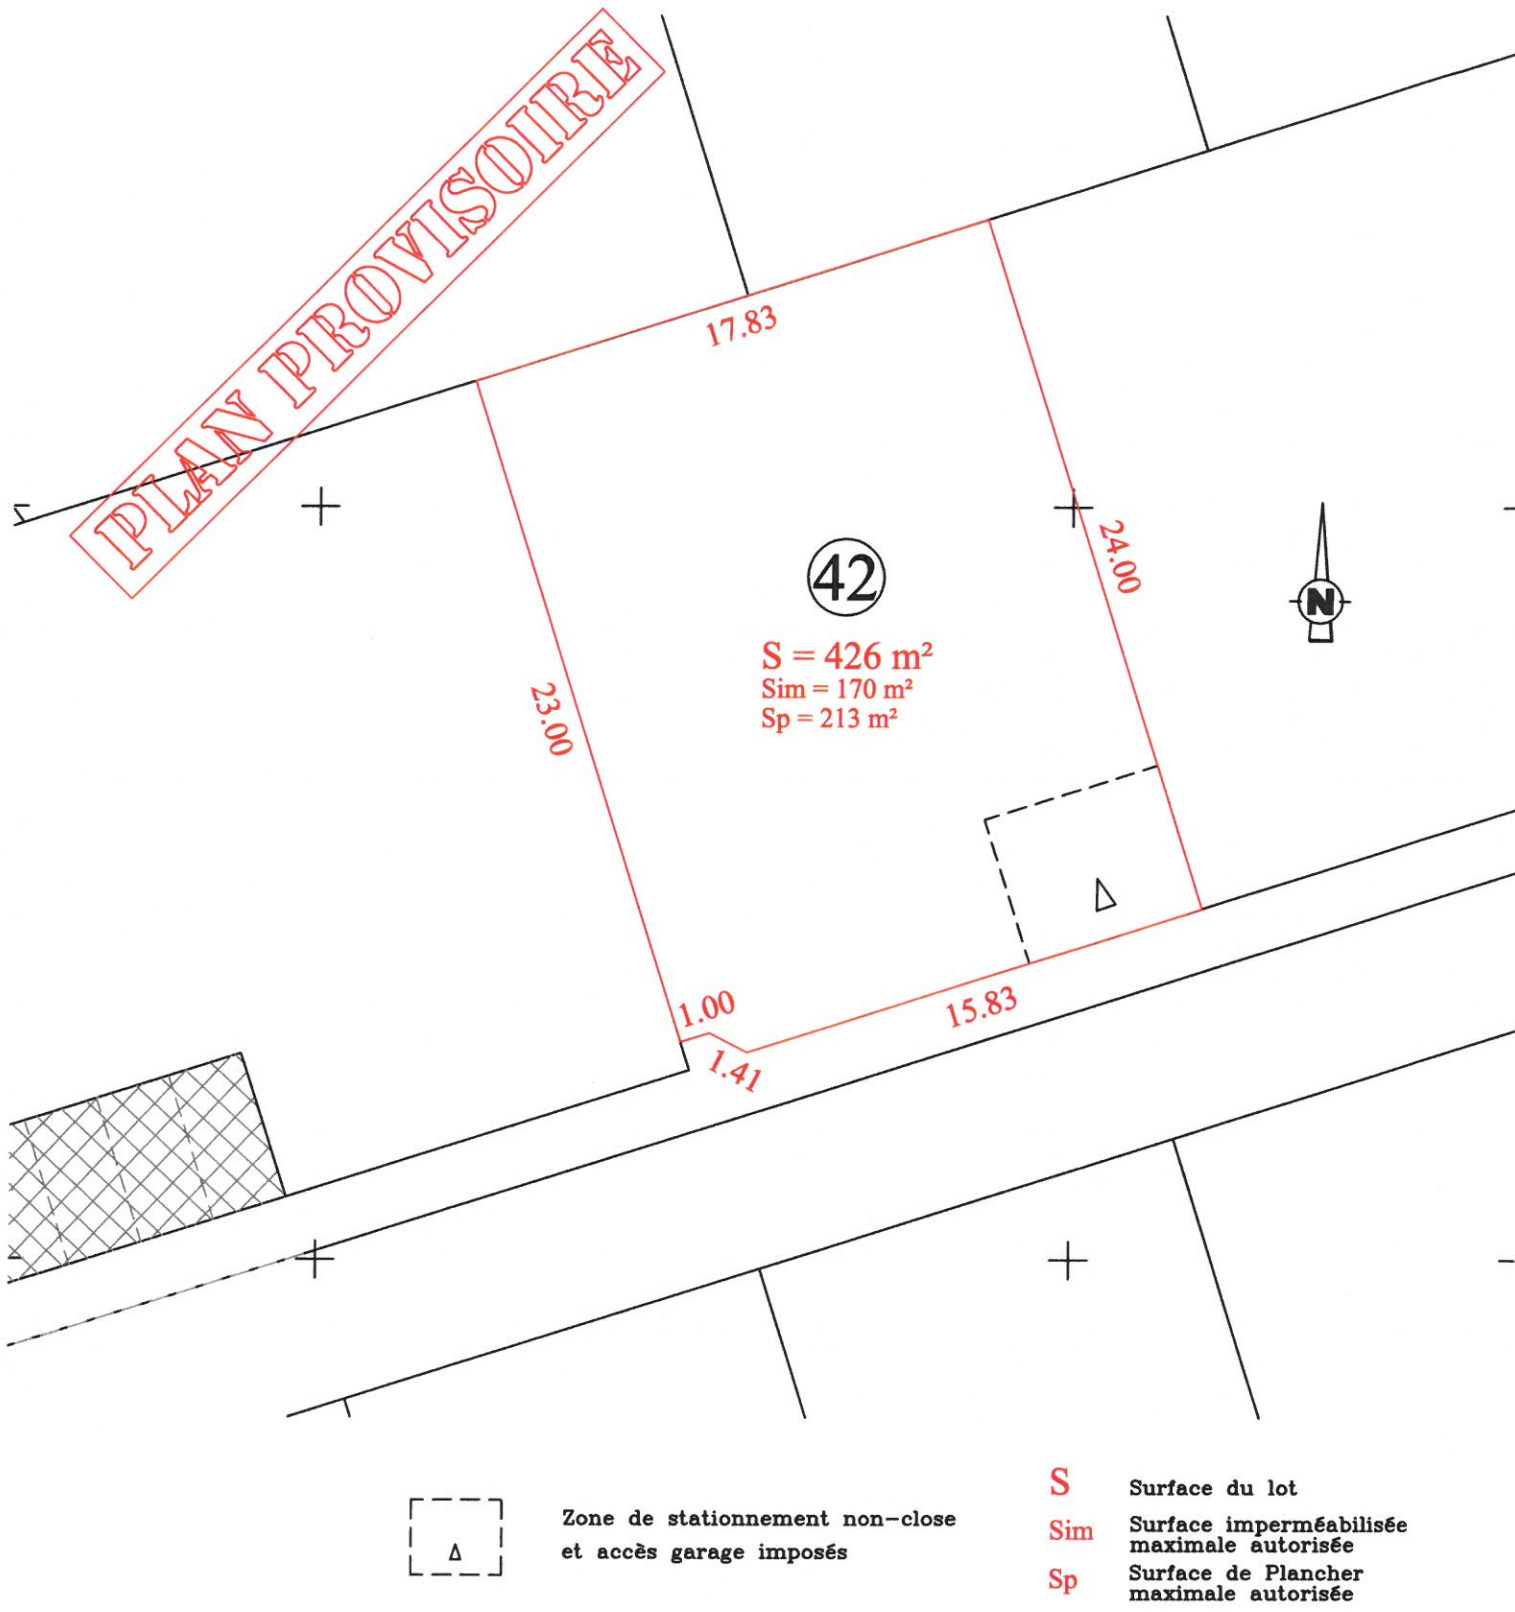 PLAN PROVISOIRE
17.83
24.00
42
N
S = 426 m²
Sim = 170 m²
Sp = 213 m²
23.00
1.00
15.83
1.41
S Surface du lot
Zone de stationnement non-close
et accès garage imposés
Sim Surface imperméabilisée
maximale autorisée
Sp Surface de Plancher
maximale autorisée